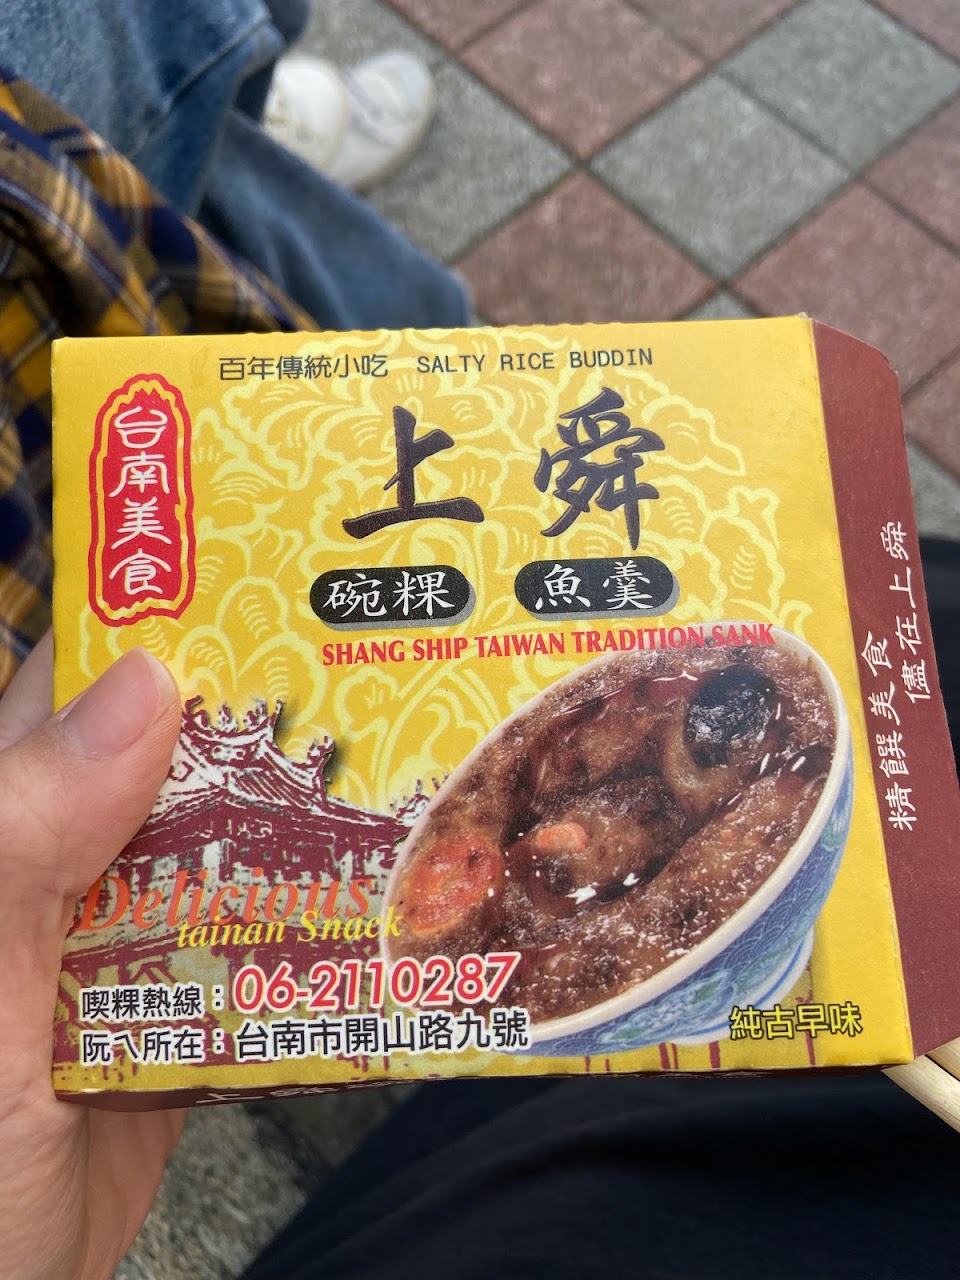 百年傳統小吃 SALTY RICE BUDDIN
台南美食
上舜
碗粿 魚羹
SHANG SHIP TAIWAN TRADITION SANK
Delicious
tainan Snack
喫粿熱線：06-2110287
阮ㄟ所在：台南市開山路九號
純古早味
精饌美食
儘在上舜